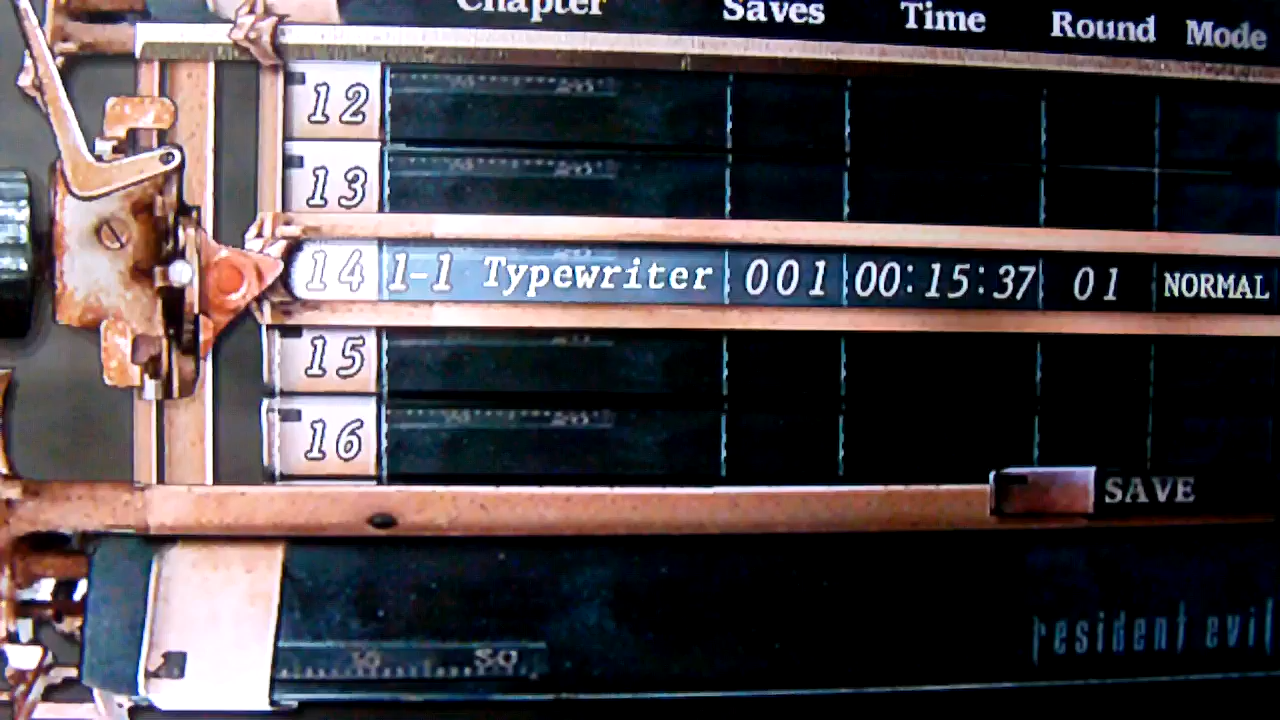 Chapter Saves Time Round Mode
12
13
14 1-1 Typewriter 001 00:15:37 01 NORMAL
15
16
SAVE
resident evil
50